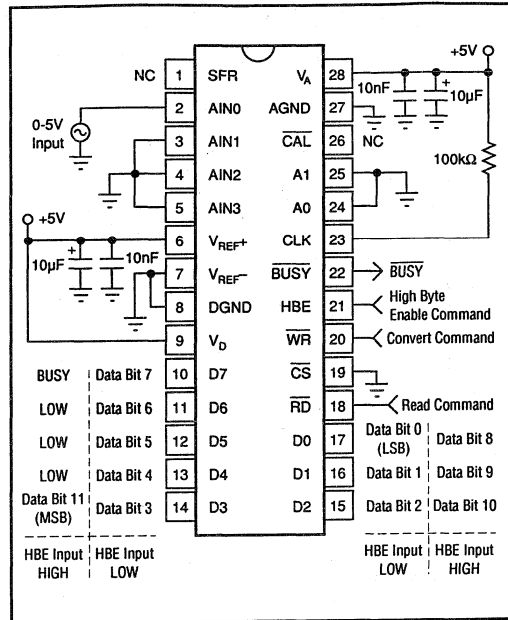 +5V
NC 1 SFR VA 28
10nF + 10µF
2 AIN0 AGND 27
0-5V
Input
3 AIN1 CAL 26 NC
100kΩ
4 AIN2 A1 25
5 AIN3 A0 24
+5V
6 VREF+ CLK 23
10µF + 10nF
7 VREF– BUSY 22 BUSY
8 DGND HBE 21 High Byte
Enable Command
9 VD WR 20 Convert Command
BUSY Data Bit 7 10 D7 CS 19
LOW Data Bit 6 11 D6 RD 18 Read Command
LOW Data Bit 5 12 D5 D0 17 Data Bit 0
(LSB) Data Bit 8
LOW Data Bit 4 13 D4 D1 16 Data Bit 1 Data Bit 9
Data Bit 11
(MSB) Data Bit 3 14 D3 D2 15 Data Bit 2 Data Bit 10
HBE Input HBE Input
HIGH LOW
HBE Input HBE Input
LOW HIGH